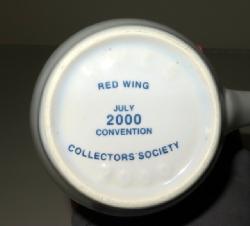 RED WING
JULY
2000
CONVENTION
COLLECTORS SOCIETY